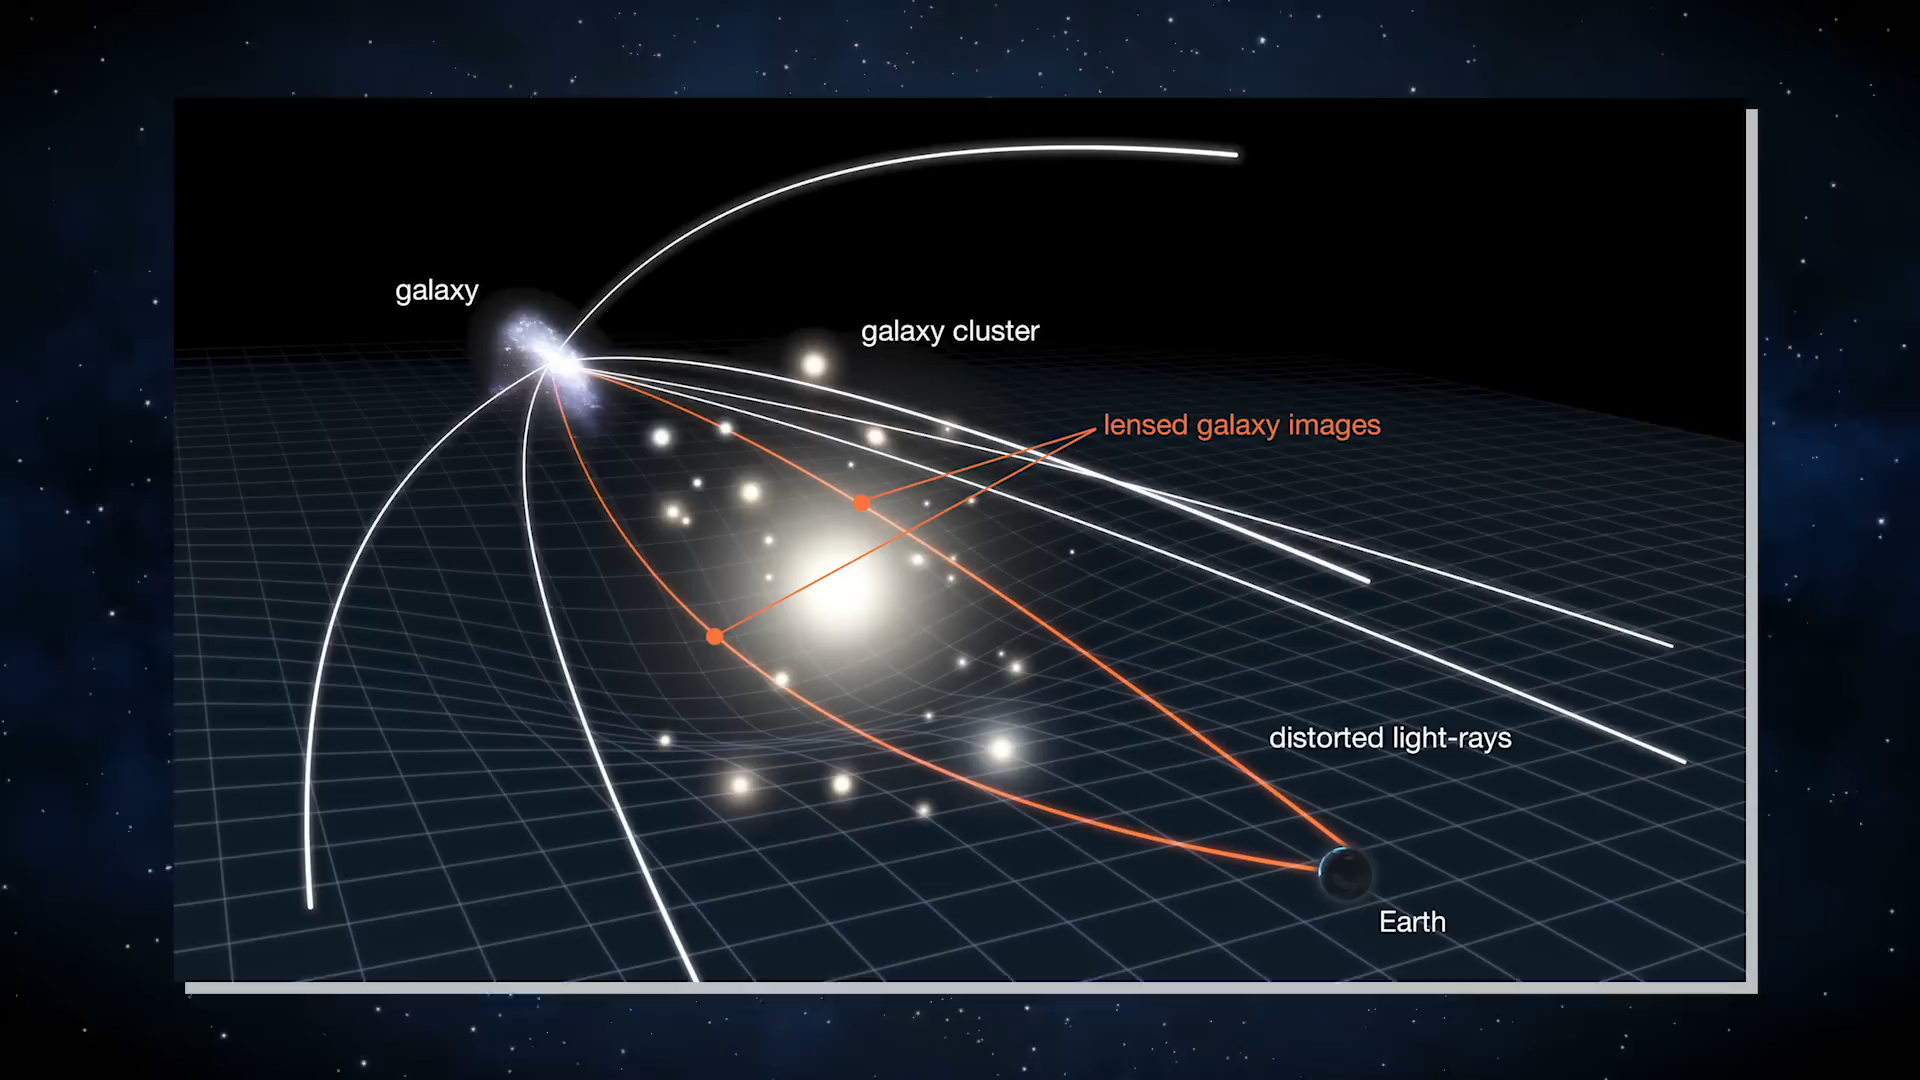 galaxy
galaxy cluster
lensed galaxy images
distorted light-rays
Earth